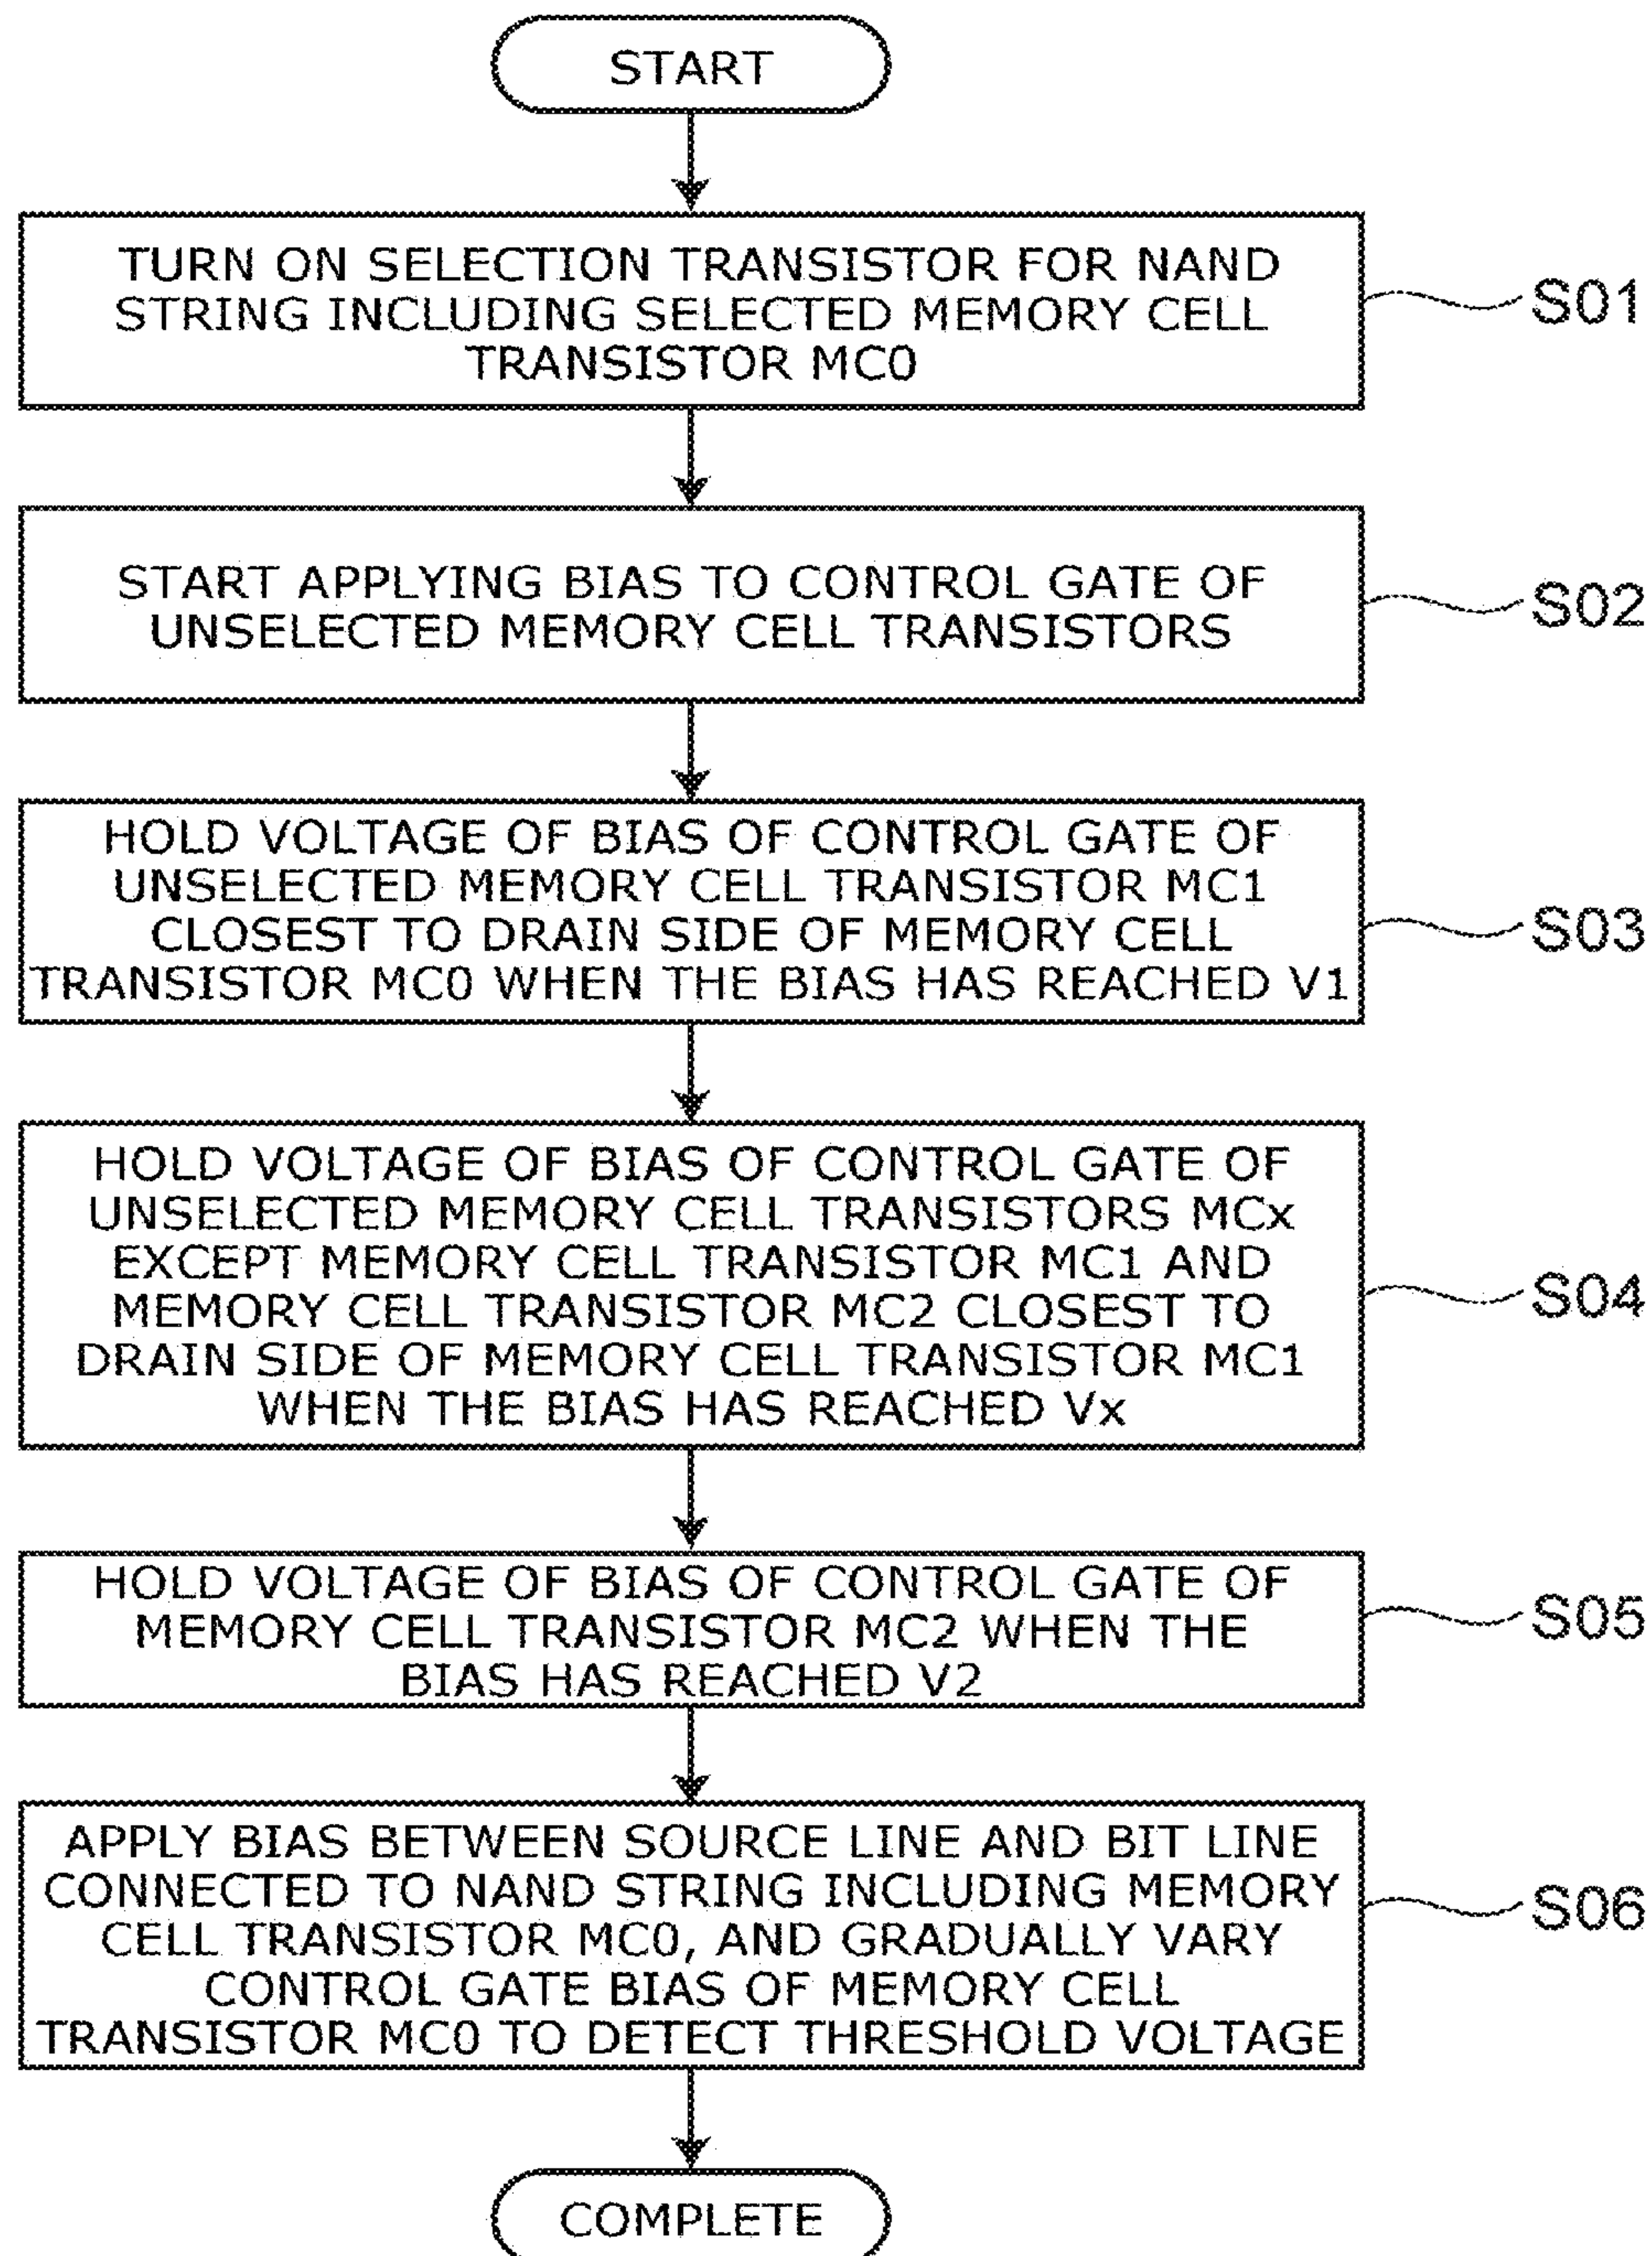 START
TURN ON SELECTION TRANSISTOR FOR NAND
STRING INCLUDING SELECTED MEMORY CELL
TRANSISTOR MC0
S01
START APPLYING BIAS TO CONTROL GATE OF
UNSELECTED MEMORY CELL TRANSISTORS
S02
HOLD VOLTAGE OF BIAS OF CONTROL GATE OF
UNSELECTED MEMORY CELL TRANSISTOR MC1
CLOSEST TO DRAIN SIDE OF MEMORY CELL
TRANSISTOR MC0 WHEN THE BIAS HAS REACHED V1
S03
HOLD VOLTAGE OF BIAS OF CONTROL GATE OF
UNSELECTED MEMORY CELL TRANSISTORS MCx
EXCEPT MEMORY CELL TRANSISTOR MC1 AND
MEMORY CELL TRANSISTOR MC2 CLOSEST TO
DRAIN SIDE OF MEMORY CELL TRANSISTOR MC1
WHEN THE BIAS HAS REACHED Vx
S04
HOLD VOLTAGE OF BIAS OF CONTROL GATE OF
MEMORY CELL TRANSISTOR MC2 WHEN THE
BIAS HAS REACHED V2
S05
APPLY BIAS BETWEEN SOURCE LINE AND BIT LINE
CONNECTED TO NAND STRING INCLUDING MEMORY
CELL TRANSISTOR MC0, AND GRADUALLY VARY
CONTROL GATE BIAS OF MEMORY CELL
TRANSISTOR MC0 TO DETECT THRESHOLD VOLTAGE
S06
COMPLETE